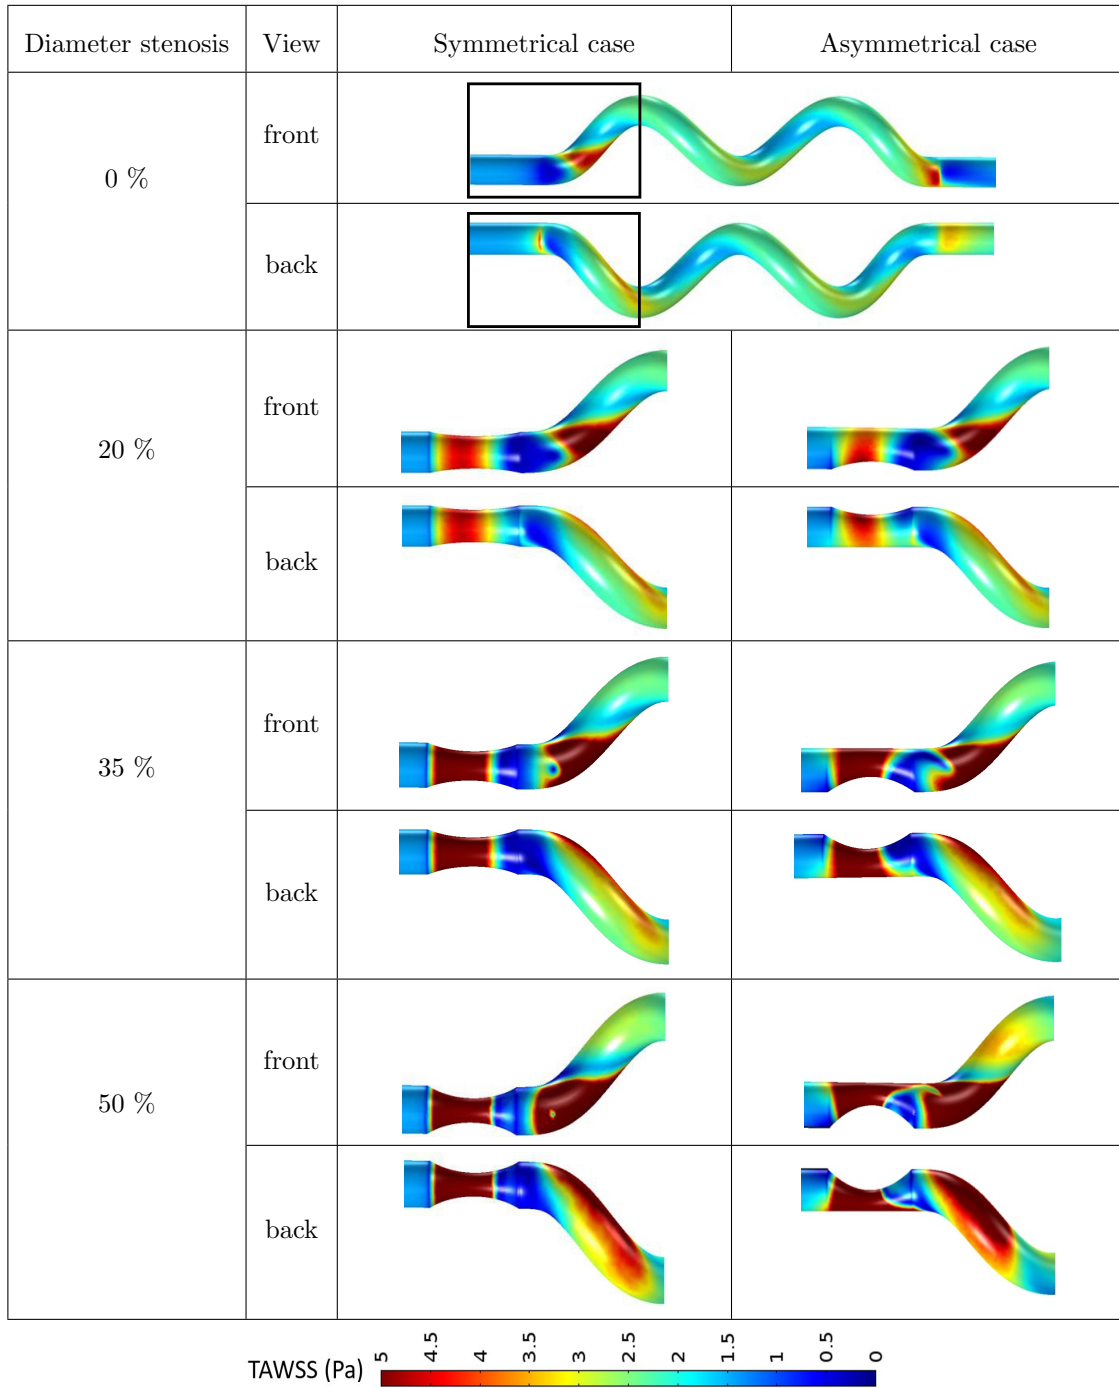 Diameter stenosis View Symmetrical case Asymmetrical case
0 %
front
back
20 %
front
back
35 %
front
back
50 %
front
back
TAWSS (Pa) 5 4.5 4 3.5 3 2.5 2 1.5 1 0.5 0